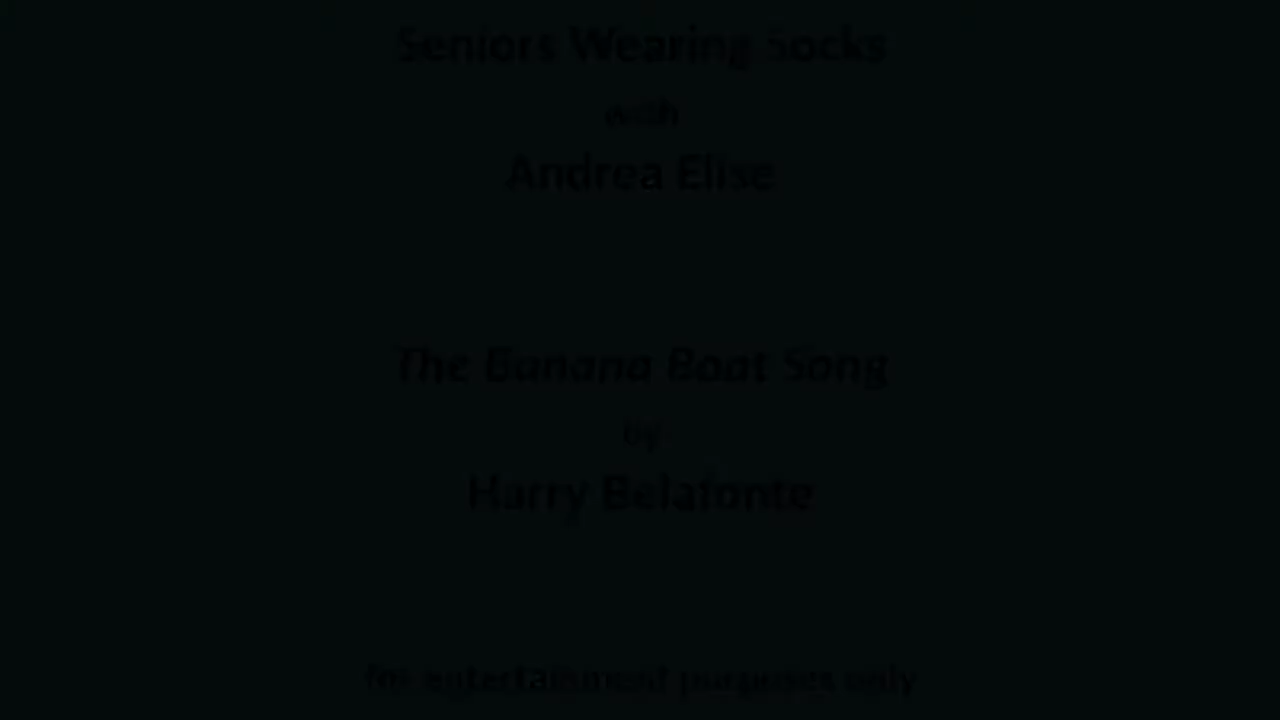 Seniors Wearing Socks
with
Andrea Elise
The Banana Boat Song
by
Harry Belafonte
for entertainment purposes only